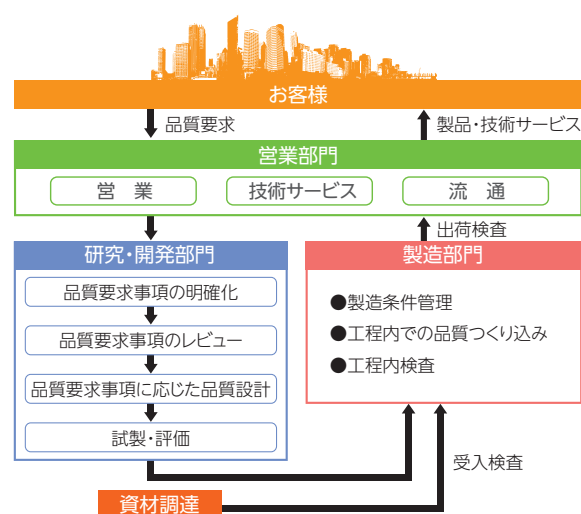 お客様
品質要求
製品・技術サービス
営業部門
営　業
技術サービス
流　通
出荷検査
研究・開発部門
品質要求事項の明確化
品質要求事項のレビュー
品質要求事項に応じた品質設計
試製・評価
製造部門
●製造条件管理
●工程内での品質つくり込み
●工程内検査
受入検査
資材調達